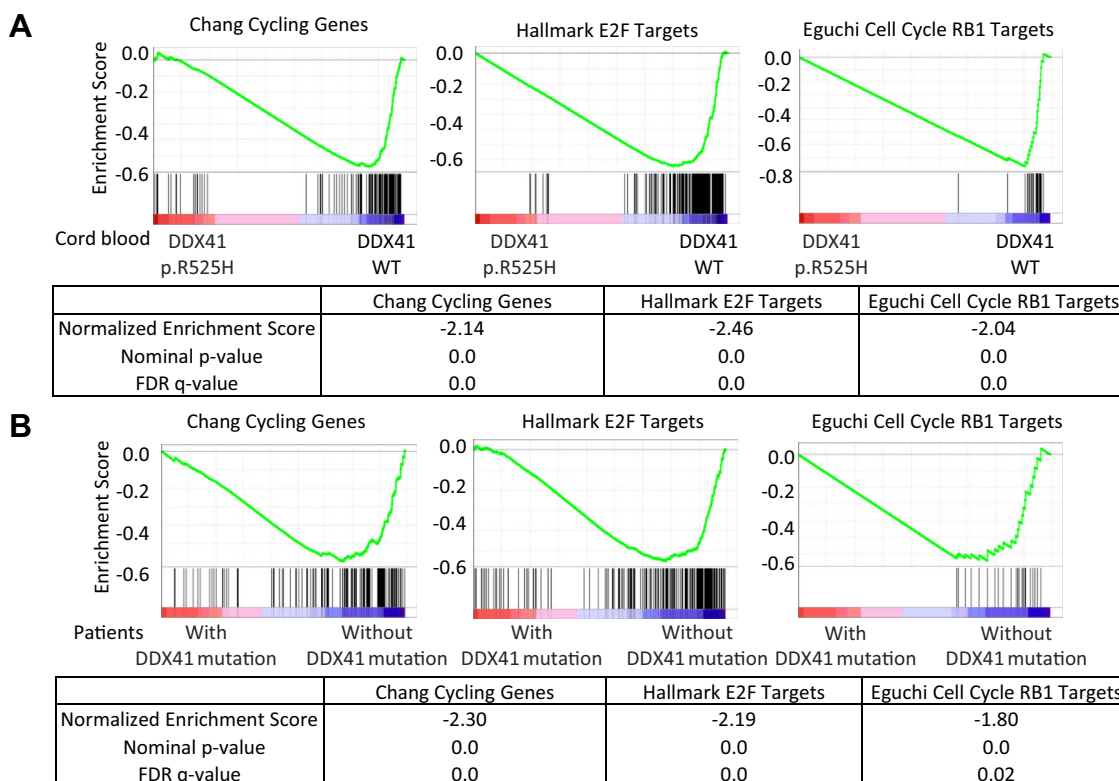 A
Chang Cycling Genes
Hallmark E2F Targets
Eguchi Cell Cycle RB1 Targets
Enrichment Score
0.0
-0.2
-0.4
-0.6
0.0
-0.2
-0.4
-0.6
0.0
-0.2
-0.4
-0.6
-0.8
Cord blood
DDX41
p.R525H
DDX41
WT
DDX41
p.R525H
DDX41
WT
DDX41
p.R525H
DDX41
WT
Chang Cycling Genes Hallmark E2F Targets Eguchi Cell Cycle RB1 Targets
Normalized Enrichment Score -2.14 -2.46 -2.04
Nominal p-value 0.0 0.0 0.0
FDR q-value 0.0 0.0 0.0
B
Chang Cycling Genes
Hallmark E2F Targets
Eguchi Cell Cycle RB1 Targets
Enrichment Score
0.0
-0.2
-0.4
-0.6
0.0
-0.2
-0.4
-0.6
0.0
-0.2
-0.4
-0.6
Patients
With
DDX41 mutation
Without
DDX41 mutation
With
DDX41 mutation
Without
DDX41 mutation
With
DDX41 mutation
Without
DDX41 mutation
Chang Cycling Genes Hallmark E2F Targets Eguchi Cell Cycle RB1 Targets
Normalized Enrichment Score -2.30 -2.19 -1.80
Nominal p-value 0.0 0.0 0.0
FDR q-value 0.0 0.0 0.02